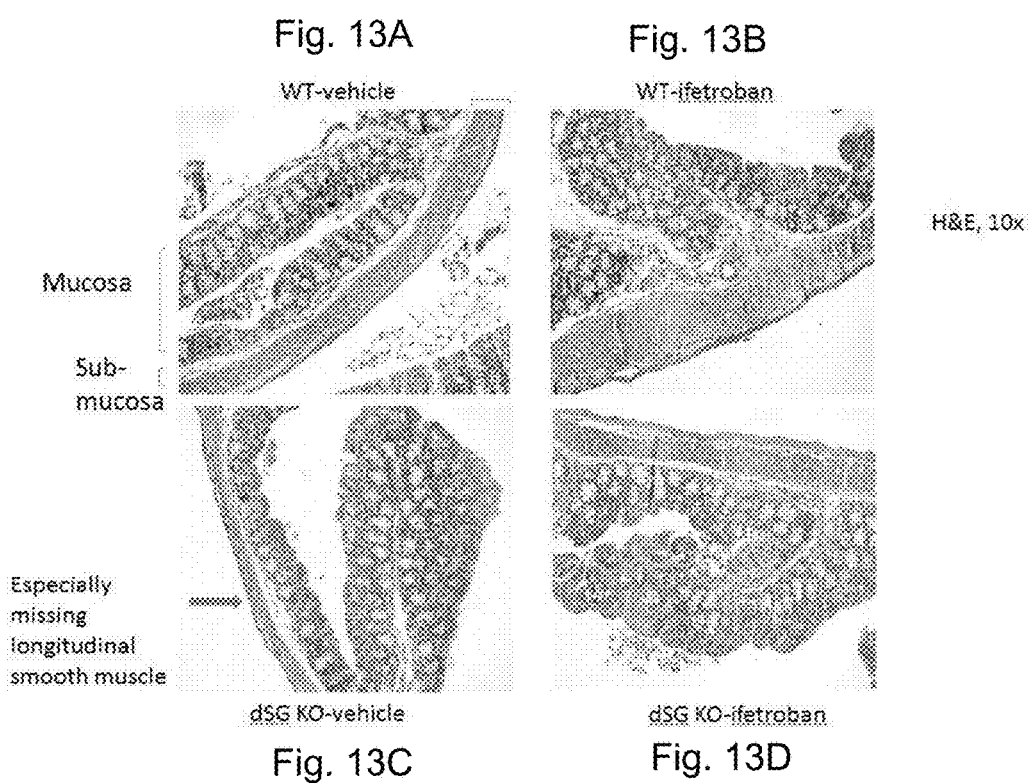 Fig. 13A
Fig. 13B
WT-vehicle
WT-ifetroban
H&E, 10x
Mucosa
Sub-
mucosa
Especially
missing
longitudinal
smooth muscle
dSG KO-vehicle
dSG KO-ifetroban
Fig. 13C
Fig. 13D